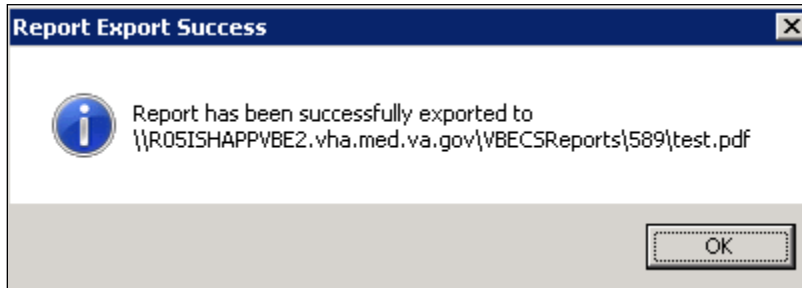 Report Export Success
Report has been successfully exported to
\\R05ISHAPPVBE2.vha.med.va.gov\VBECSReports\589\test.pdf
OK